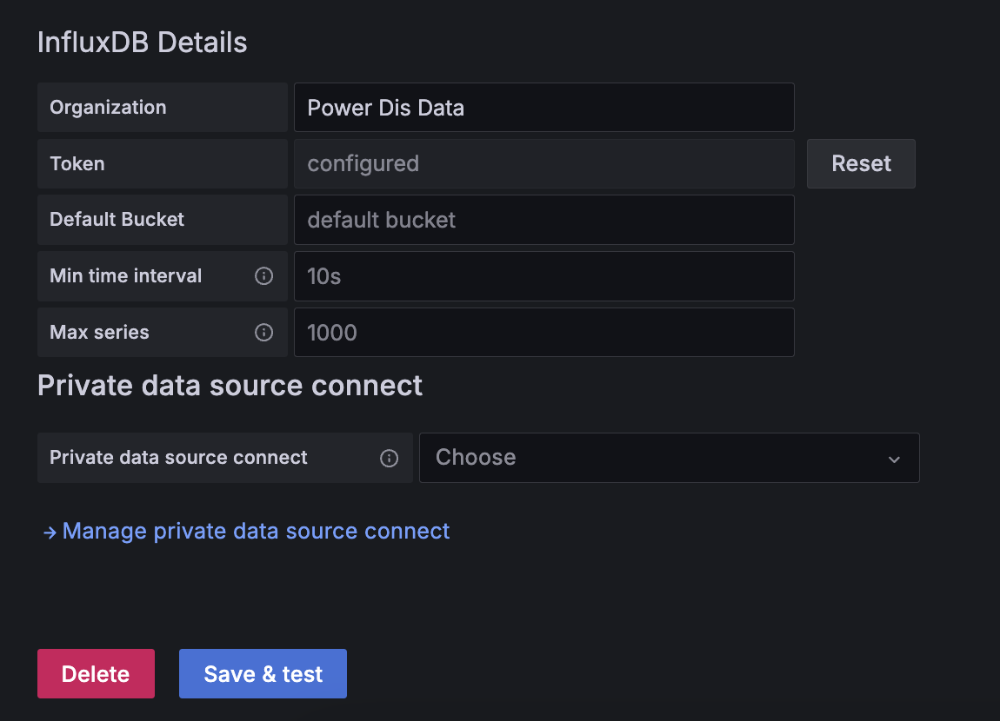 InfluxDB Details
Organization Power Dis Data
Token configured Reset
Default Bucket default bucket
Min time interval 10s
Max series 1000
Private data source connect
Private data source connect Choose
Manage private data source connect
Delete Save & test